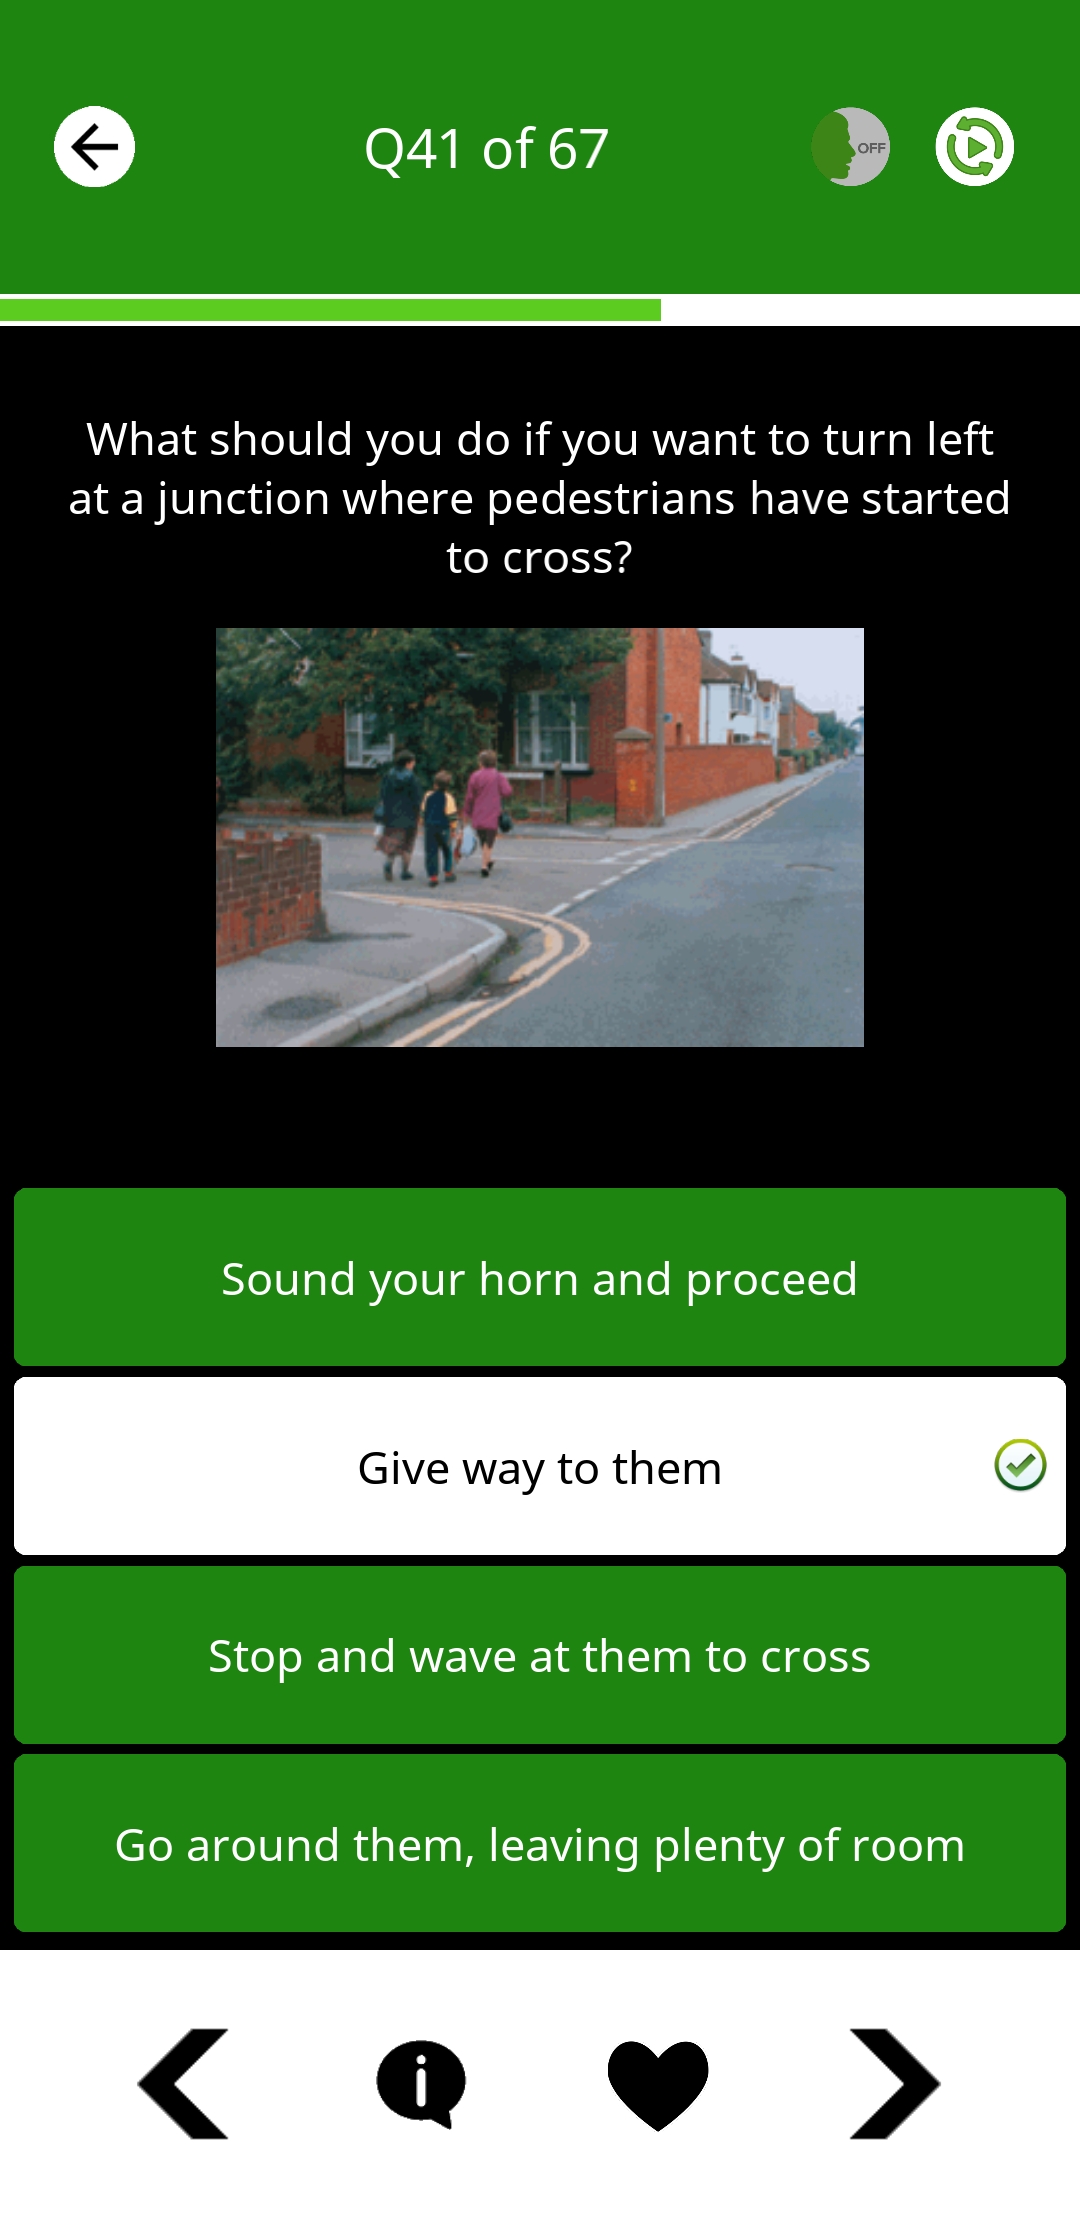 Q41 of 67
OFF
What should you do if you want to turn left
at a junction where pedestrians have started
to cross?
Sound your horn and proceed
Give way to them
Stop and wave at them to cross
Go around them, leaving plenty of room